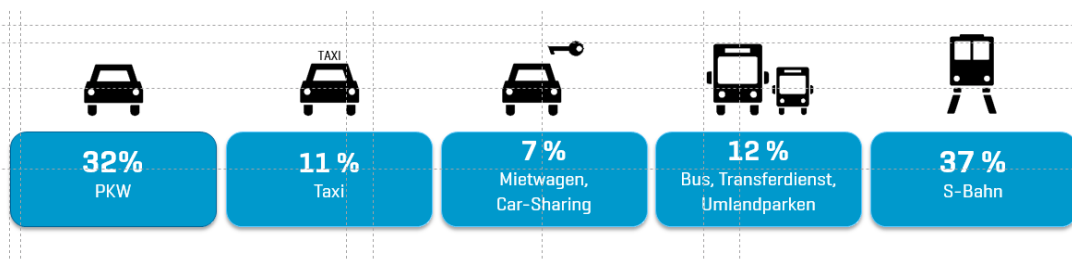 TAXI
32%
PKW
11 %
Taxi
7 %
Mietwagen,
Car-Sharing
12 %
Bus, Transferdienst,
Umlandparken
37 %
S-Bahn